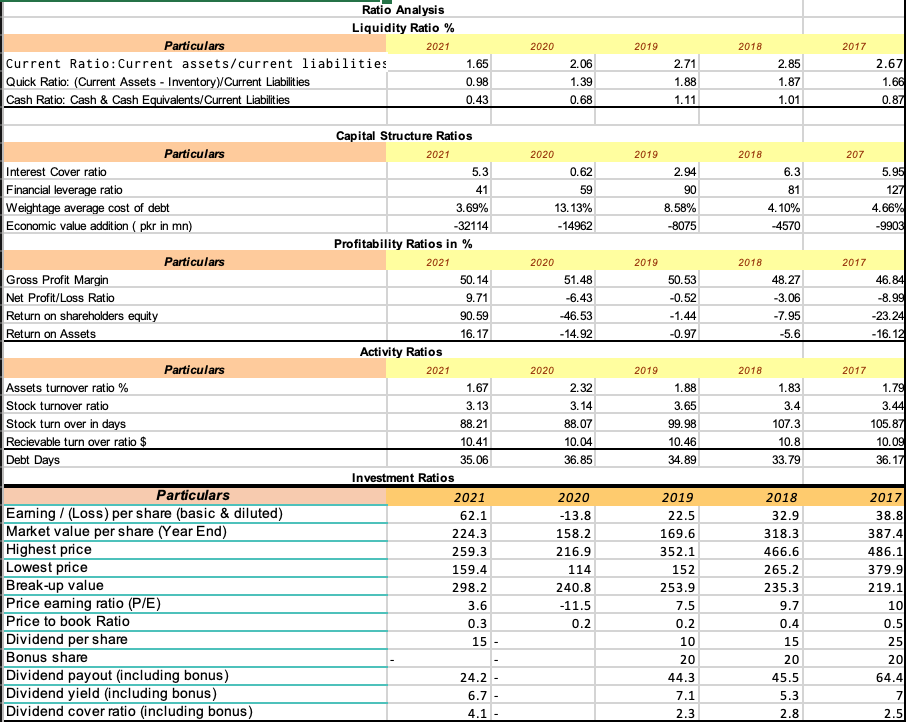 Ratio Analysis
Liquidity Ratio %
Particulars 2021 2020 2019 2018 2017
Current Ratio:Current assets/current liabilities 1.65 2.06 2.71 2.85 2.67
Quick Ratio: (Current Assets - Inventory)/Current Liabilities 0.98 1.39 1.88 1.87 1.66
Cash Ratio: Cash & Cash Equivalents/Current Liabilities 0.43 0.68 1.11 1.01 0.87
Capital Structure Ratios
Particulars 2021 2020 2019 2018 207
Interest Cover ratio 5.3 0.62 2.94 6.3 5.95
Financial leverage ratio 41 59 90 81 127
Weightage average cost of debt 3.69% 13.13% 8.58% 4.10% 4.66%
Economic value addition ( pkr in mn) -32114 -14962 -8075 -4570 -9903
Profitability Ratios in %
Particulars 2021 2020 2019 2018 2017
Gross Profit Margin 50.14 51.48 50.53 48.27 46.84
Net Profit/Loss Ratio 9.71 -6.43 -0.52 -3.06 -8.99
Return on shareholders equity 90.59 -46.53 -1.44 -7.95 -23.24
Return on Assets 16.17 -14.92 -0.97 -5.6 -16.12
Activity Ratios
Particulars 2021 2020 2019 2018 2017
Assets turnover ratio % 1.67 2.32 1.88 1.83 1.79
Stock turnover ratio 3.13 3.14 3.65 3.4 3.44
Stock turn over in days 88.21 88.07 99.98 107.3 105.87
Recievable turn over ratio $ 10.41 10.04 10.46 10.8 10.09
Debt Days 35.06 36.85 34.89 33.79 36.17
Investment Ratios
Particulars 2021 2020 2019 2018 2017
Earning / (Loss) per share (basic & diluted) 62.1 -13.8 22.5 32.9 38.8
Market value per share (Year End) 224.3 158.2 169.6 318.3 387.4
Highest price 259.3 216.9 352.1 466.6 486.1
Lowest price 159.4 114 152 265.2 379.9
Break-up value 298.2 240.8 253.9 235.3 219.1
Price earning ratio (P/E) 3.6 -11.5 7.5 9.7 10
Price to book Ratio 0.3 0.2 0.2 0.4 0.5
Dividend per share 15 - 10 15 25
Bonus share - - 20 20 20
Dividend payout (including bonus) 24.2 - 44.3 45.5 64.4
Dividend yield (including bonus) 6.7 - 7.1 5.3 7
Dividend cover ratio (including bonus) 4.1 - 2.3 2.8 2.5